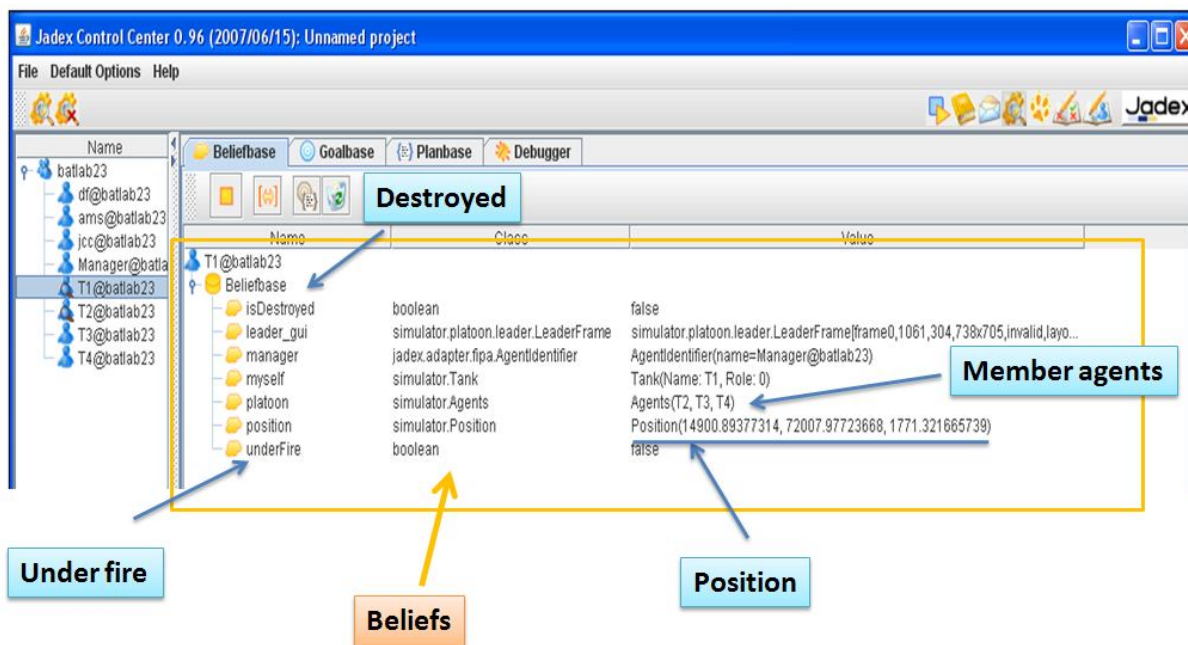 Jadex Control Center 0.96 (2007/06/15): Unnamed project
File Default Options Help
Jadex
Name
batlab23
df@batlab23
ams@batlab23
jcc@batlab23
Manager@batla
T1@batlab23
T2@batlab23
T3@batlab23
T4@batlab23
Beliefbase Goalbase Planbase Debugger
Destroyed
Name Class Value
T1@batlab23
Beliefbase
isDestroyed boolean false
leader_gui simulator.platoon.leader.LeaderFrame simulator.platoon.leader.LeaderFrame[frame0,1061,304,738x705,invalid,layo...
manager jadex.adapter.fipa.AgentIdentifier AgentIdentifier(name=Manager@batlab23)
myself simulator.Tank Tank(Name: T1, Role: 0)
Member agents
platoon simulator.Agents Agents(T2, T3, T4)
position simulator.Position Position(14900.89377314, 72007.97723668, 1771.321665739)
underFire boolean false
Under fire
Position
Beliefs